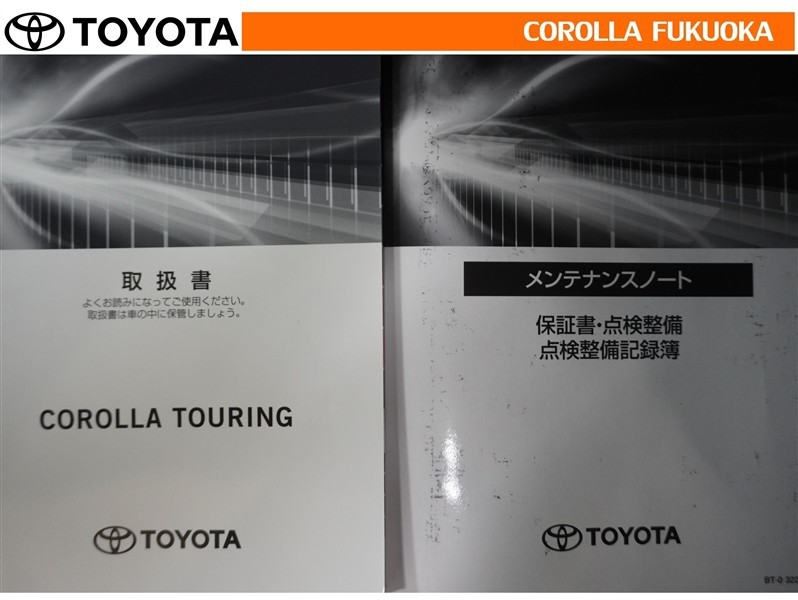 TOYOTA
COROLLA FUKUOKA
取扱書
よくお読みになってご使用ください。
取扱書は車の中に保管しましょう。
COROLLA TOURING
TOYOTA
メンテナンスノート
保証書・点検整備
点検整備記録簿
TOYOTA